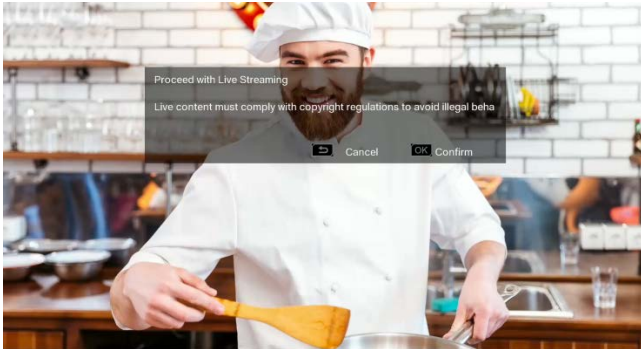 Proceed with Live Streaming
Live content must comply with copyright regulations to avoid illegal beha
Cancel OK Confirm